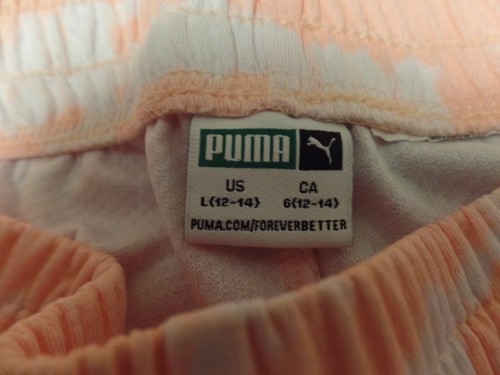 PUMA
US CA
L(12-14) G(12-14)
PUMA.COM/FOREVERBETTER